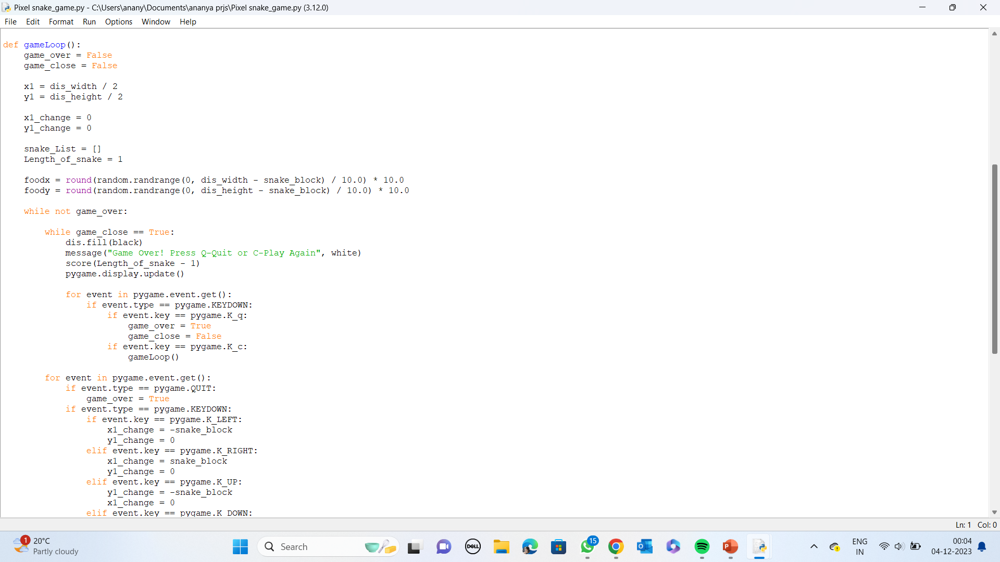 Pixel snake_game.py - C:\Users\anany\Documents\ananya prjs\Pixel snake_game.py (3.12.0)
File Edit Format Run Options Window Help
def gameLoop():
    game_over = False
    game_close = False

    x1 = dis_width / 2
    y1 = dis_height / 2

    x1_change = 0
    y1_change = 0

    snake_List = []
    Length_of_snake = 1

    foodx = round(random.randrange(0, dis_width - snake_block) / 10.0) * 10.0
    foody = round(random.randrange(0, dis_height - snake_block) / 10.0) * 10.0

    while not game_over:

        while game_close == True:
            dis.fill(black)
            message("Game Over! Press Q-Quit or C-Play Again", white)
            score(Length_of_snake - 1)
            pygame.display.update()

            for event in pygame.event.get():
                if event.type == pygame.KEYDOWN:
                    if event.key == pygame.K_q:
                        game_over = True
                        game_close = False
                    if event.key == pygame.K_c:
                        gameLoop()

        for event in pygame.event.get():
            if event.type == pygame.QUIT:
                game_over = True
            if event.type == pygame.KEYDOWN:
                if event.key == pygame.K_LEFT:
                    x1_change = -snake_block
                    y1_change = 0
                elif event.key == pygame.K_RIGHT:
                    x1_change = snake_block
                    y1_change = 0
                elif event.key == pygame.K_UP:
                    y1_change = -snake_block
                    x1_change = 0
                elif event.key == pygame.K_DOWN:
Ln: 1 Col: 0
1
20°C
Partly cloudy
Search
DELL
15
ENG
IN
00:04
04-12-2023